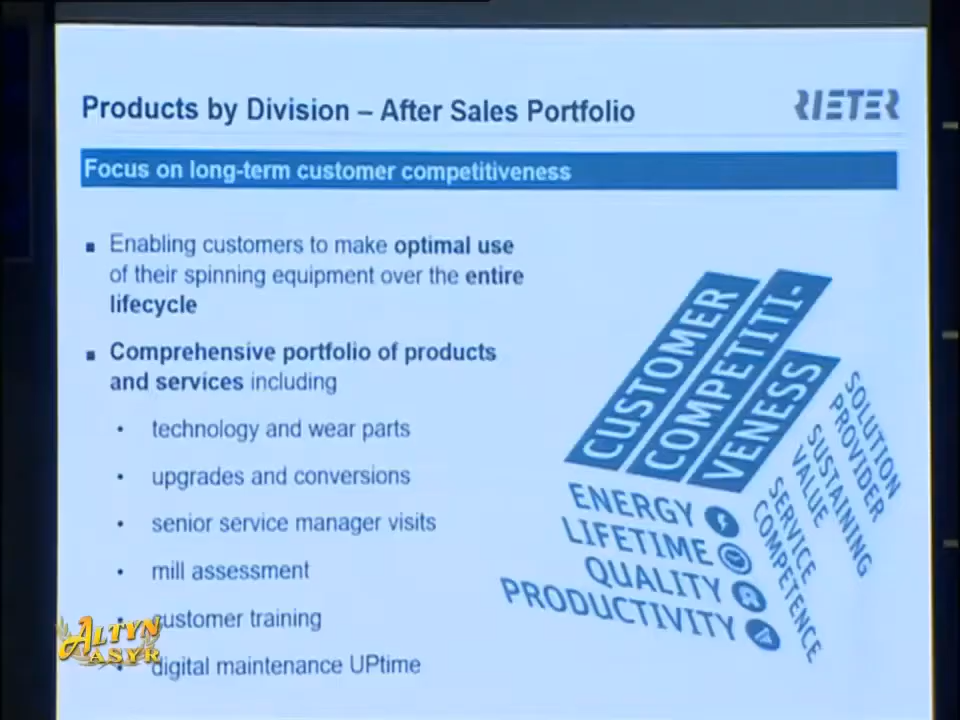 Products by Division – After Sales Portfolio
RIETER
Focus on long-term customer competitiveness
▪ Enabling customers to make optimal use
of their spinning equipment over the entire
lifecycle
▪ Comprehensive portfolio of products
and services including
• technology and wear parts
• upgrades and conversions
• senior service manager visits
• mill assessment
• customer training
• digital maintenance UPtime
CUSTOMER
COMPETITI-
VENESS
ENERGY
LIFETIME
QUALITY
PRODUCTIVITY
SOLUTION
PROVIDER
SUSTAINING
VALUE
SERVICE
COMPETENCE
ALTYN
ASYR